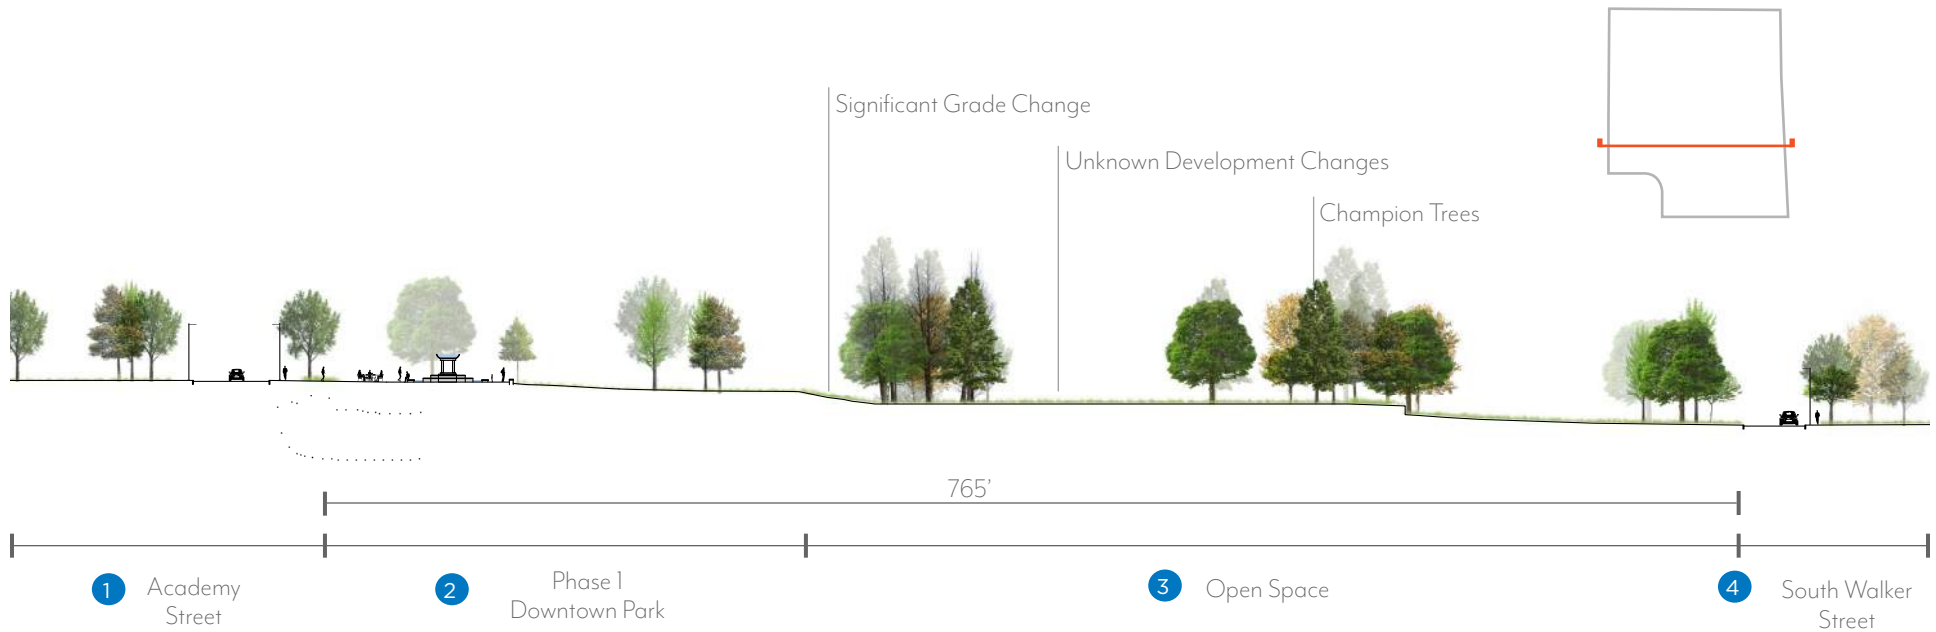 Significant Grade Change
Unknown Development Changes
Champion Trees
765’
1
Academy
Street
2
Phase 1
Downtown Park
3
Open Space
4
South Walker
Street